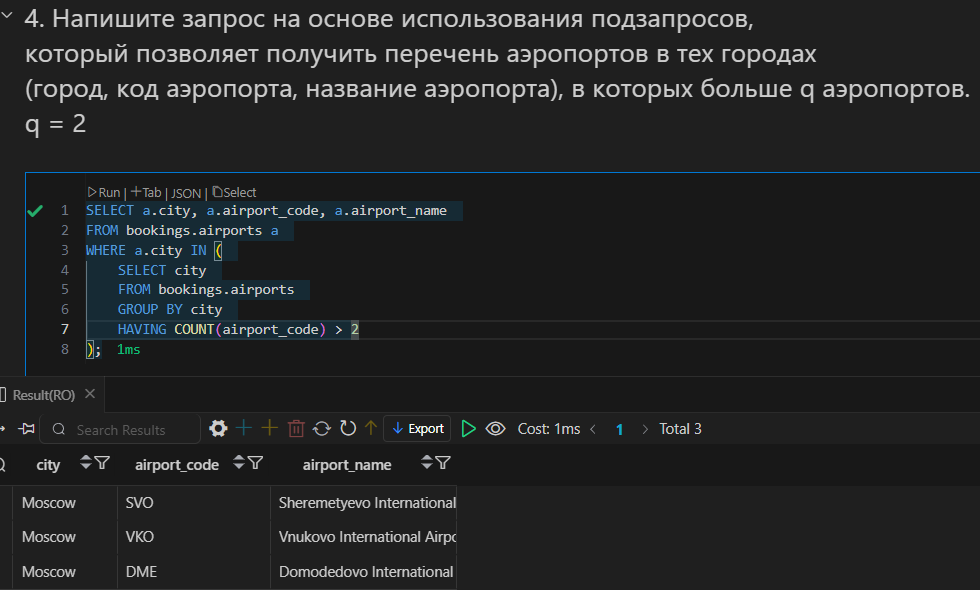 4. Напишите запрос на основе использования подзапросов,
который позволяет получить перечень аэропортов в тех городах
(город, код аэропорта, название аэропорта), в которых больше q аэропортов.
q = 2
Run | +Tab | JSON | Select
1 SELECT a.city, a.airport_code, a.airport_name
2 FROM bookings.airports a
3 WHERE a.city IN (
4 SELECT city
5 FROM bookings.airports
6 GROUP BY city
7 HAVING COUNT(airport_code) > 2
8 ); 1ms
Result(RO)
Search Results Export Cost: 1ms < 1 > Total 3
city airport_code airport_name
Moscow SVO Sheremetyevo International
Moscow VKO Vnukovo International Airpo
Moscow DME Domodedovo International